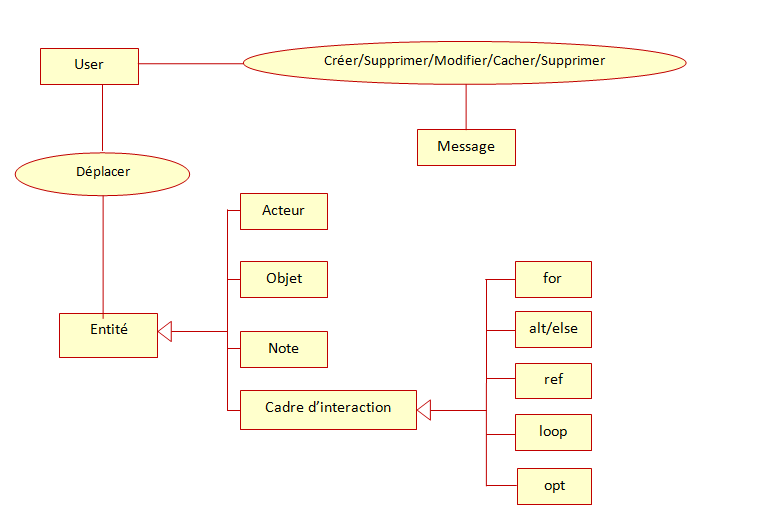 User
Créer/Supprimer/Modifier/Cacher/Supprimer
Message
Déplacer
Acteur
Objet
Entité
Note
Cadre d'interaction
for
alt/else
ref
loop
opt